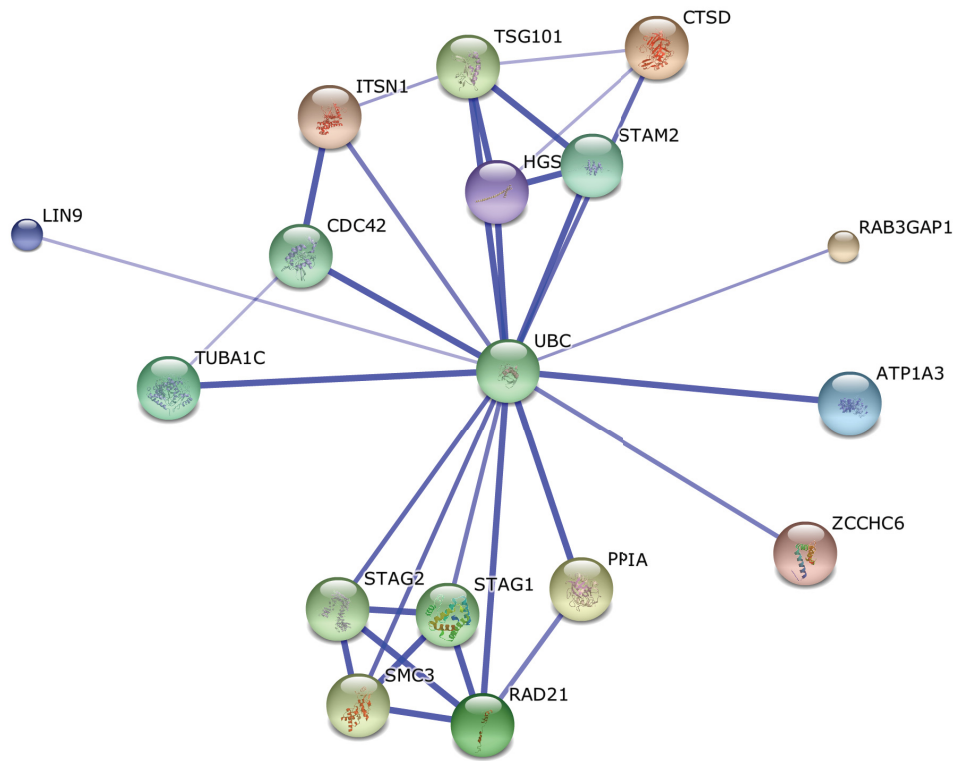 CTSD
TSG101
ITSN1
STAM2
HGS
LIN9
CDC42
RAB3GAP1
UBC
TUBA1C
ATP1A3
ZCCHC6
PPIA
STAG2
STAG1
SMC3
RAD21